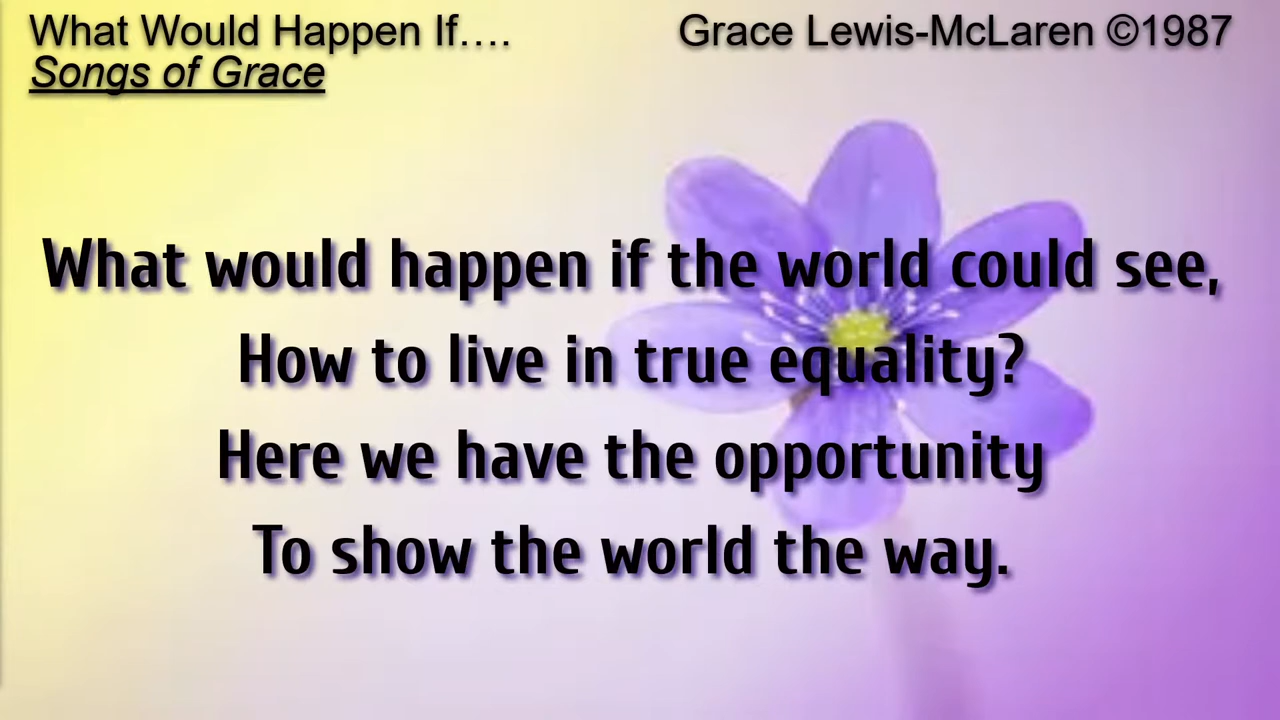 What Would Happen If…. Grace Lewis-McLaren ©1987
Songs of Grace
What would happen if the world could see,
How to live in true equality?
Here we have the opportunity
To show the world the way.